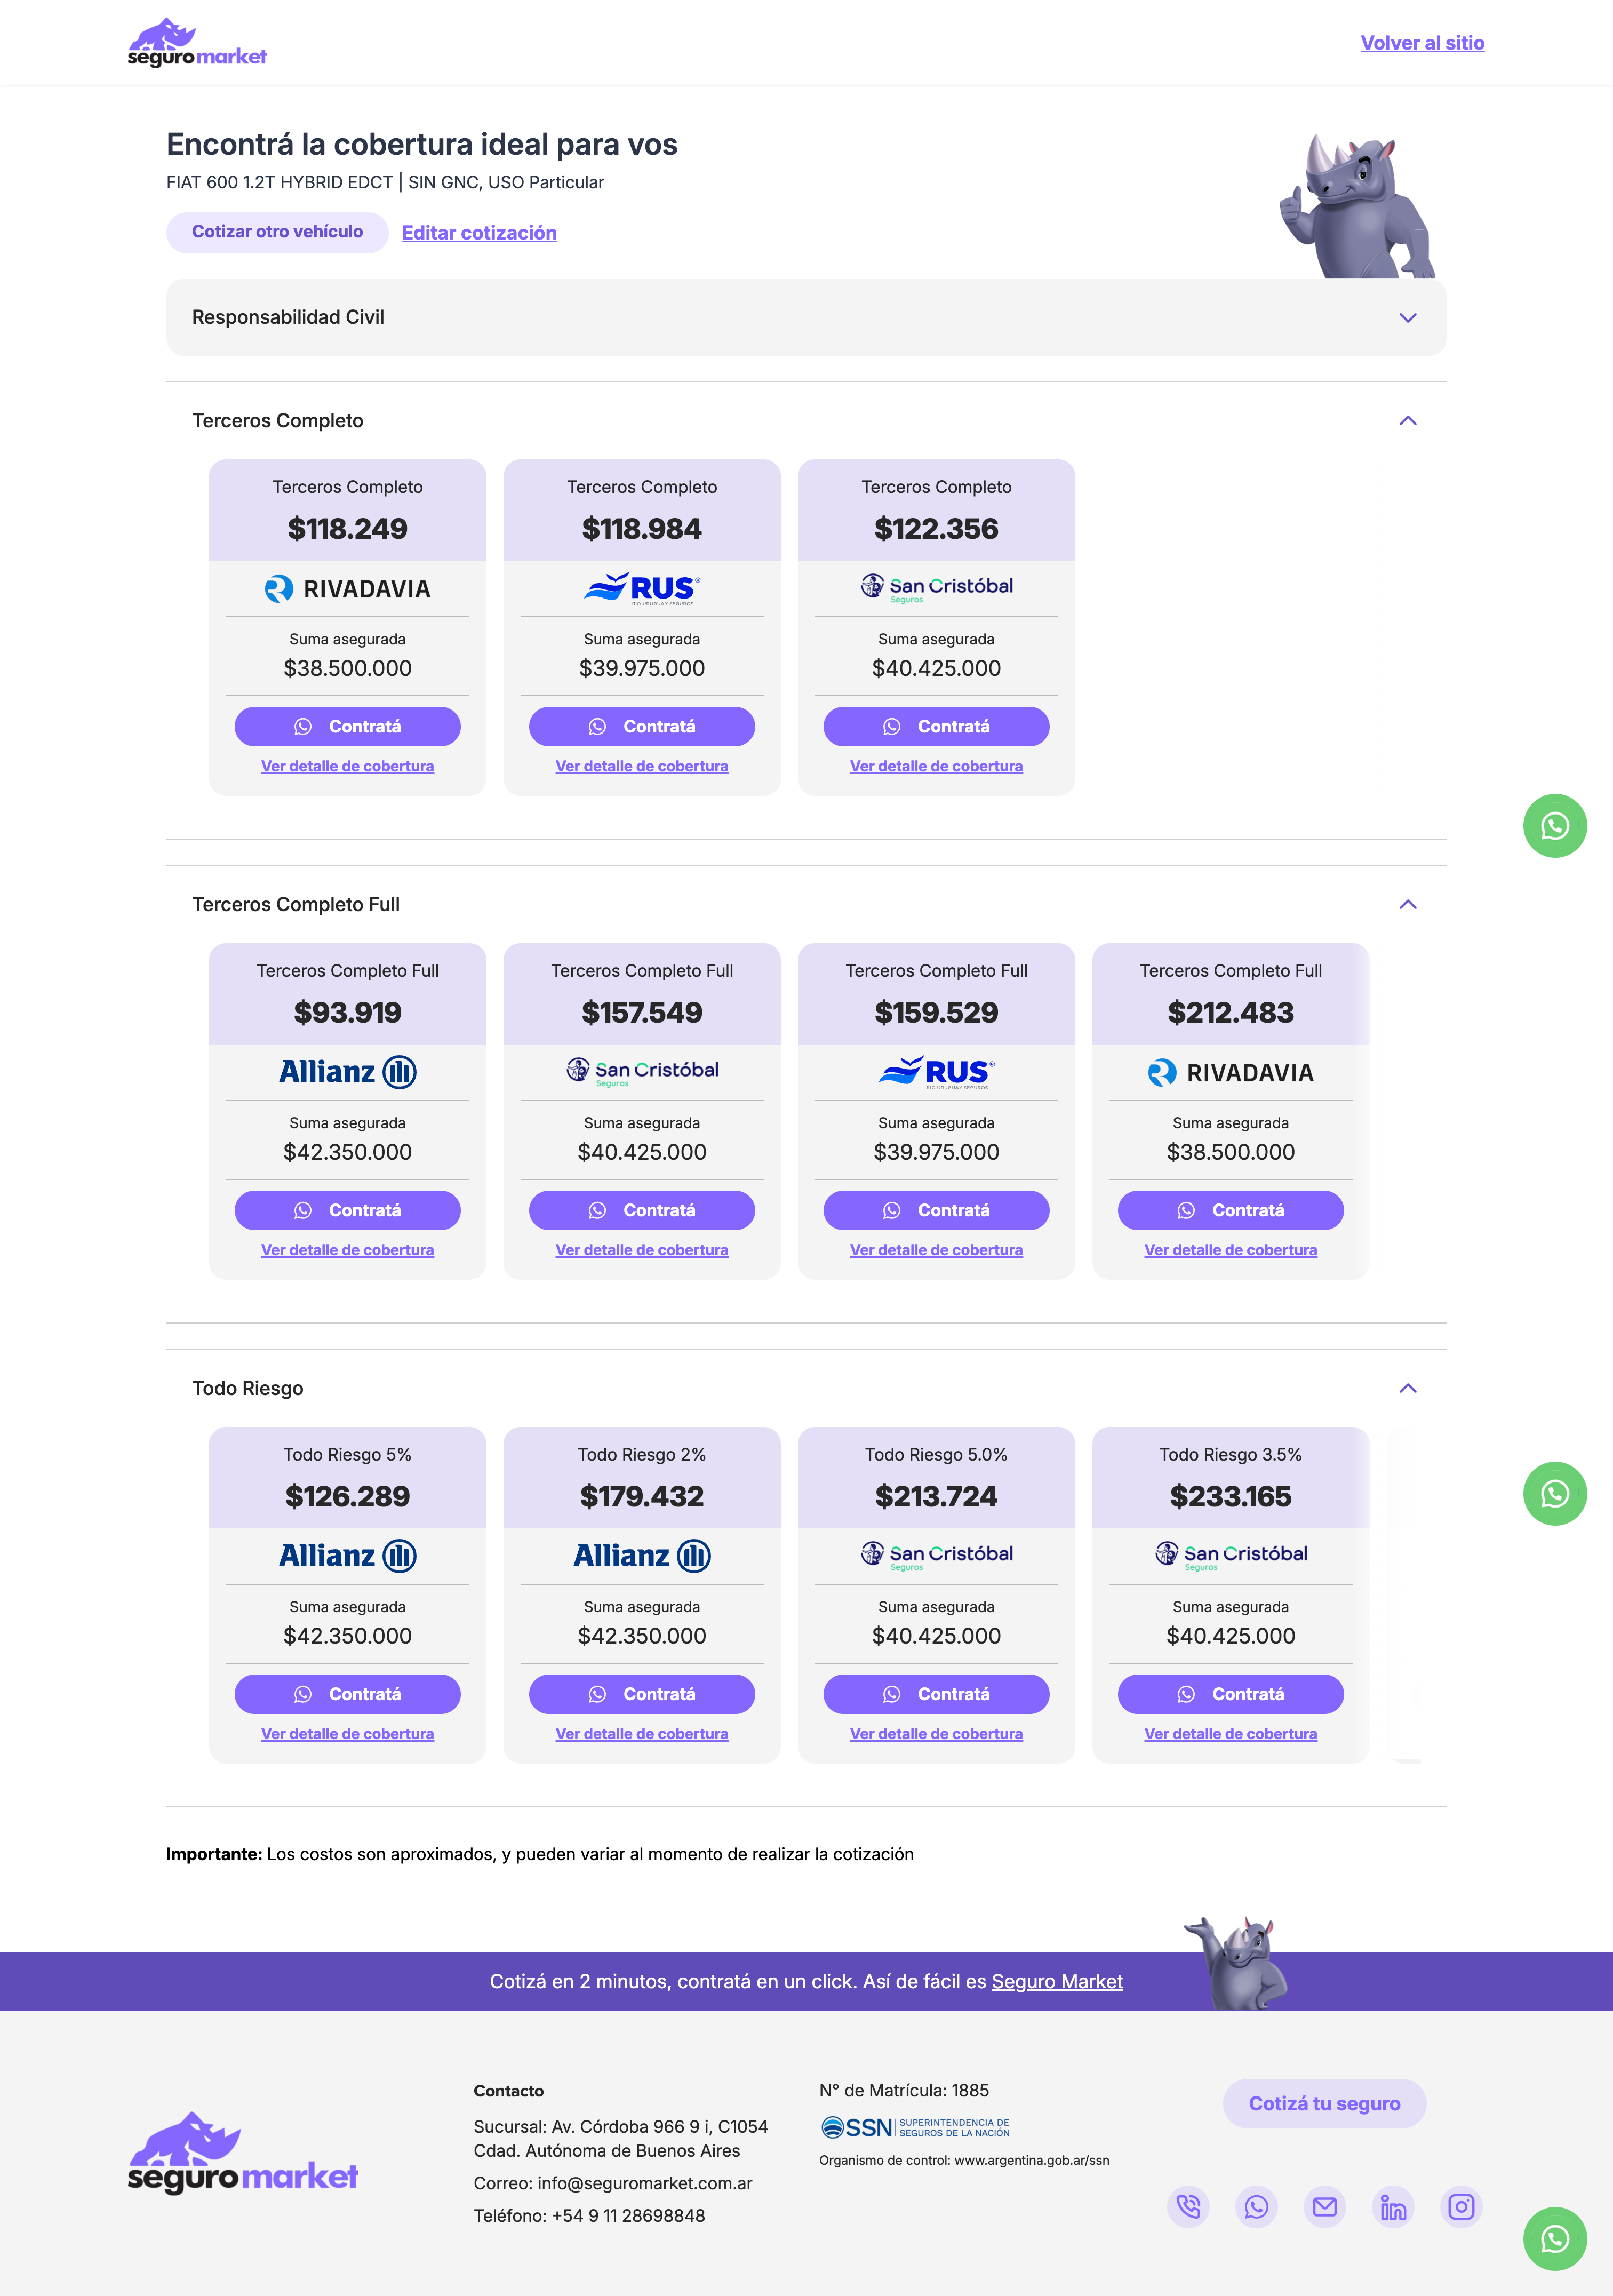 seguromarket
Volver al sitio
Encontrá la cobertura ideal para vos
FIAT 600 1.2T HYBRID EDCT | SIN GNC, USO Particular
Cotizar otro vehículo
Editar cotización
Responsabilidad Civil
Terceros Completo
Terceros Completo
$118.249
RIVADAVIA
Suma asegurada
$38.500.000
Contratá
Ver detalle de cobertura
Terceros Completo
$118.984
RUS®
RIO URUGUAY SEGUROS
Suma asegurada
$39.975.000
Contratá
Ver detalle de cobertura
Terceros Completo
$122.356
San Cristóbal
Seguros
Suma asegurada
$40.425.000
Contratá
Ver detalle de cobertura
Terceros Completo Full
Terceros Completo Full
$93.919
Allianz
Suma asegurada
$42.350.000
Contratá
Ver detalle de cobertura
Terceros Completo Full
$157.549
San Cristóbal
Seguros
Suma asegurada
$40.425.000
Contratá
Ver detalle de cobertura
Terceros Completo Full
$159.529
RUS®
RIO URUGUAY SEGUROS
Suma asegurada
$39.975.000
Contratá
Ver detalle de cobertura
Terceros Completo Full
$212.483
RIVADAVIA
Suma asegurada
$38.500.000
Contratá
Ver detalle de cobertura
Todo Riesgo
Todo Riesgo 5%
$126.289
Allianz
Suma asegurada
$42.350.000
Contratá
Ver detalle de cobertura
Todo Riesgo 2%
$179.432
Allianz
Suma asegurada
$42.350.000
Contratá
Ver detalle de cobertura
Todo Riesgo 5.0%
$213.724
San Cristóbal
Seguros
Suma asegurada
$40.425.000
Contratá
Ver detalle de cobertura
Todo Riesgo 3.5%
$233.165
San Cristóbal
Seguros
Suma asegurada
$40.425.000
Contratá
Ver detalle de cobertura
Importante: Los costos son aproximados, y pueden variar al momento de realizar la cotización
Cotizá en 2 minutos, contratá en un click. Así de fácil es Seguro Market
seguromarket
Contacto
Sucursal: Av. Córdoba 966 9 i, C1054
Cdad. Autónoma de Buenos Aires
Correo: info@seguromarket.com.ar
Teléfono: +54 9 11 28698848
N° de Matrícula: 1885
SSN
SUPERINTENDENCIA DE
SEGUROS DE LA NACIÓN
Organismo de control: www.argentina.gob.ar/ssn
Cotizá tu seguro
in